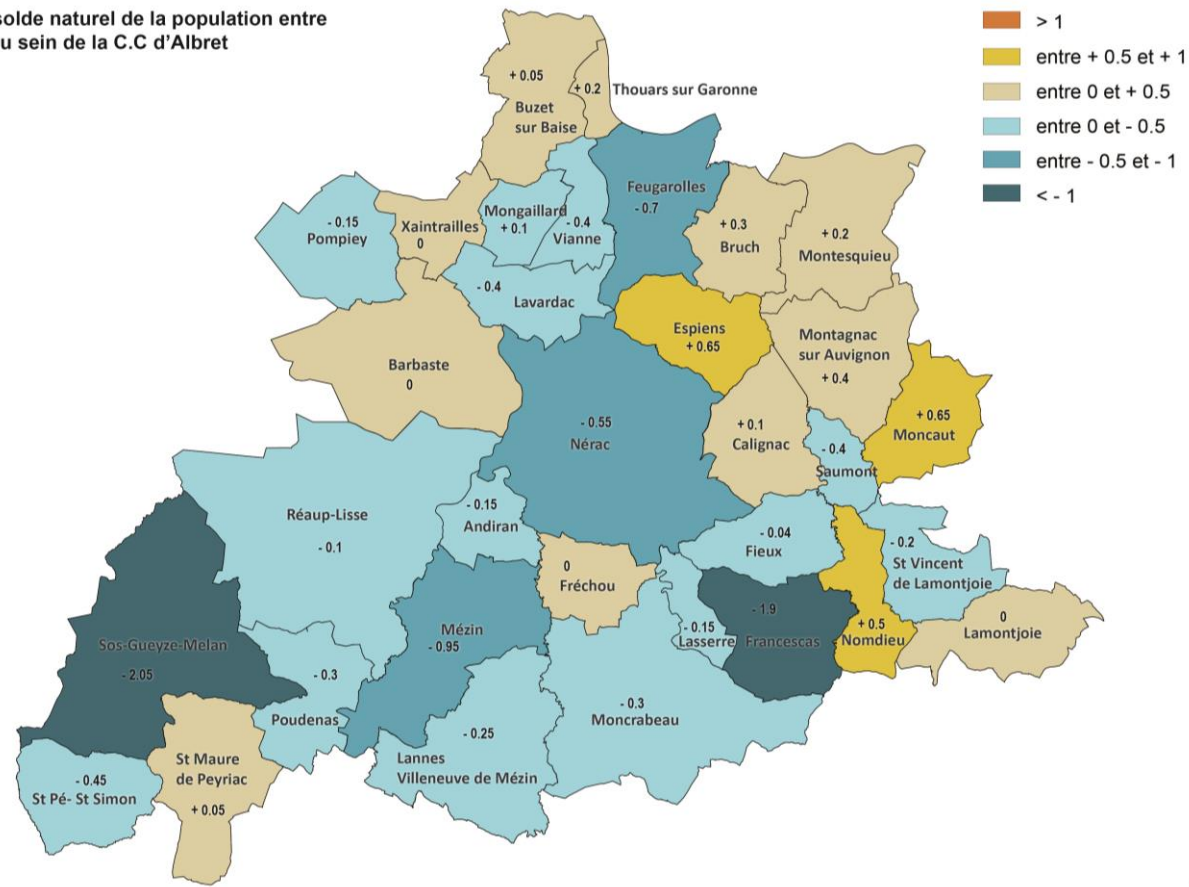 solde naturel de la population entre
u sein de la C.C d'Albret
> 1
entre + 0.5 et + 1
entre 0 et + 0.5
entre 0 et - 0.5
entre - 0.5 et - 1
< - 1
+ 0.05
Buzet
sur Baise
+ 0.2
Thouars sur Garonne
Feugarolles
- 0.7
- 0.15
Pompiey
Xaintrailles
0
Mongaillard
+ 0.1
- 0.4
Vianne
+ 0.3
Bruch
+ 0.2
Montesquieu
- 0.4
Lavardac
Espiens
+ 0.65
Montagnac
sur Auvignon
+ 0.4
Barbaste
0
+ 0.65
Moncaut
- 0.55
Nérac
+ 0.1
Calignac
- 0.4
Saumont
Réaup-Lisse
- 0.1
- 0.15
Andiran
- 0.04
Fieux
- 0.2
St Vincent
de Lamontjoie
0
Fréchou
- 1.9
Francescas
+ 0.5
Nomdieu
0
Lamontjoie
- 0.15
Lasserre
Mézin
- 0.95
Sos-Gueyze-Melan
- 2.05
- 0.3
Poudenas
- 0.3
Moncrabeau
- 0.25
Lannes
Villeneuve de Mézin
St Maure
de Peyriac
+ 0.05
- 0.45
St Pé- St Simon